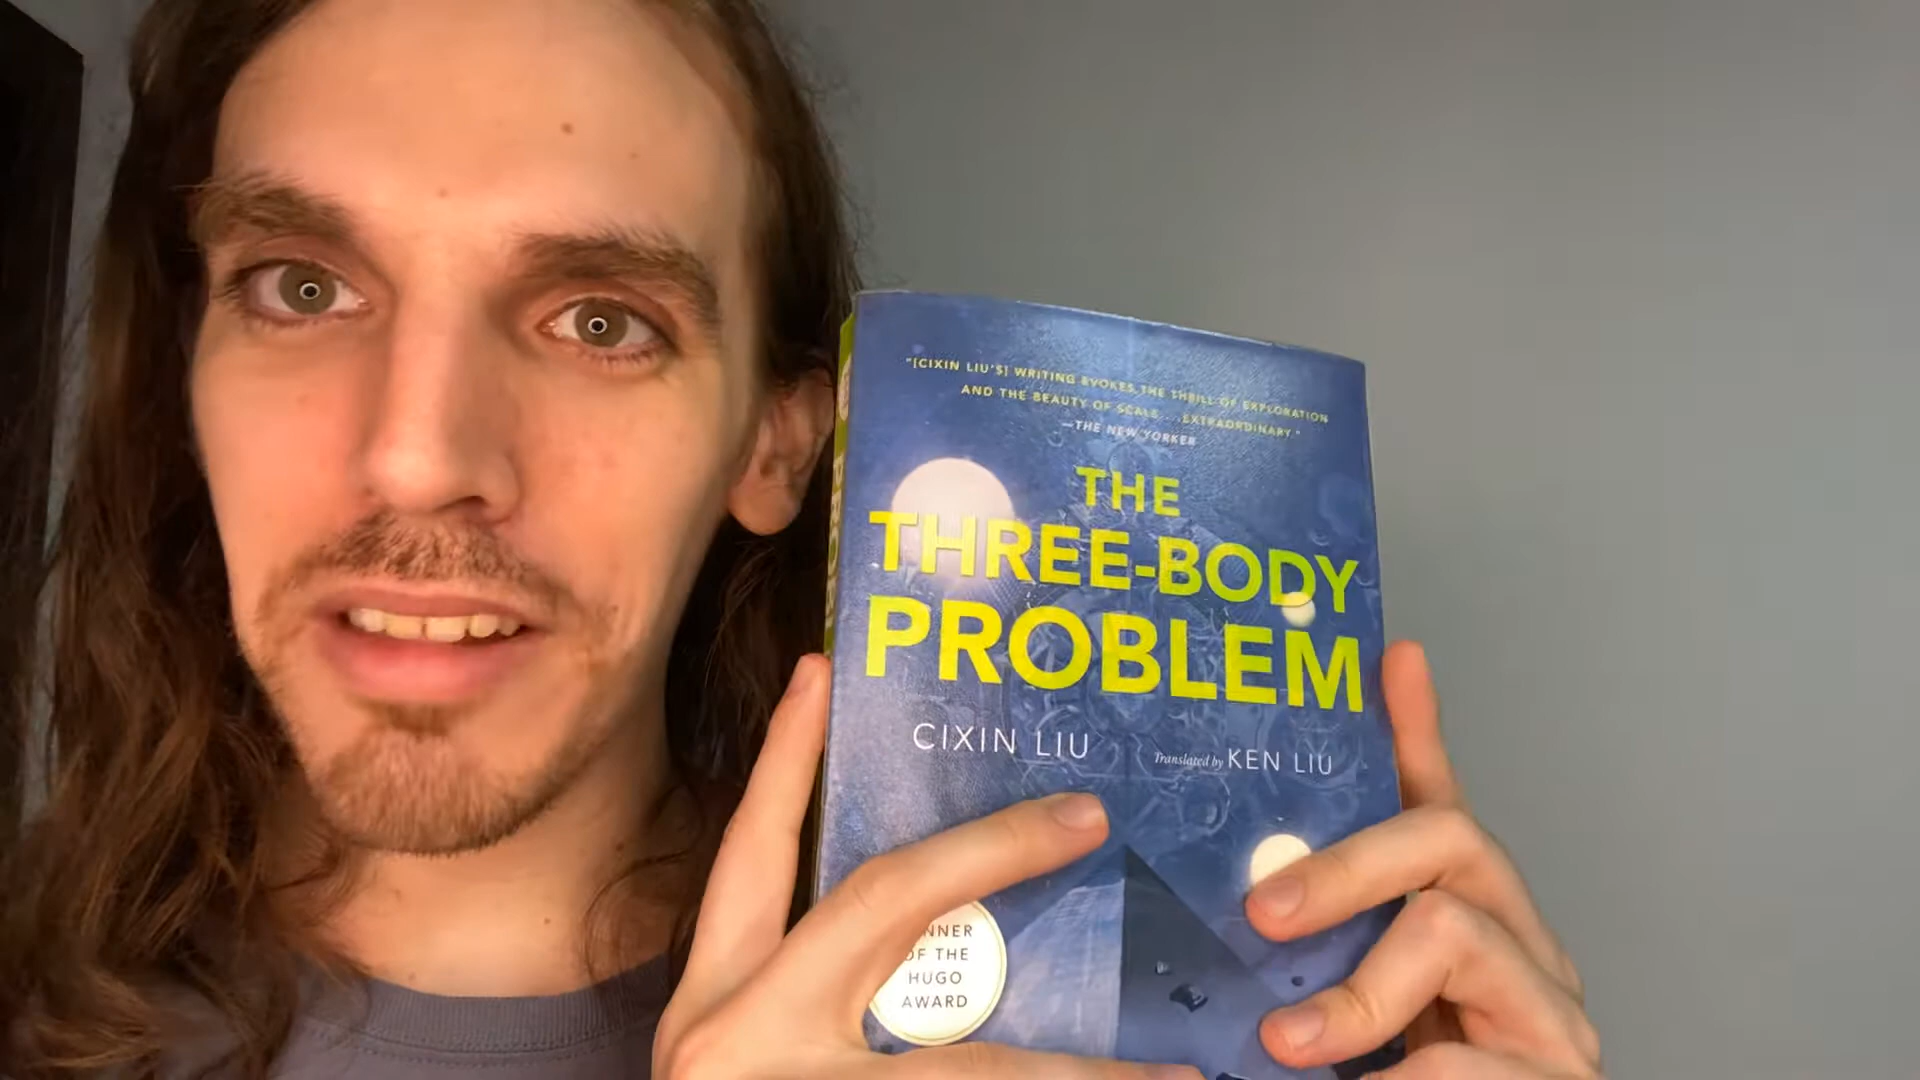 "[CIXIN LIU'S] WRITING EVOKES THE THRILL OF EXPLORATION
AND THE BEAUTY OF SCALE. . . . EXTRAORDINARY."
—THE NEW YORKER
THE
THREE-BODY
PROBLEM
CIXIN LIU
Translated by KEN LIU
NNER
OF THE
HUGO
AWARD